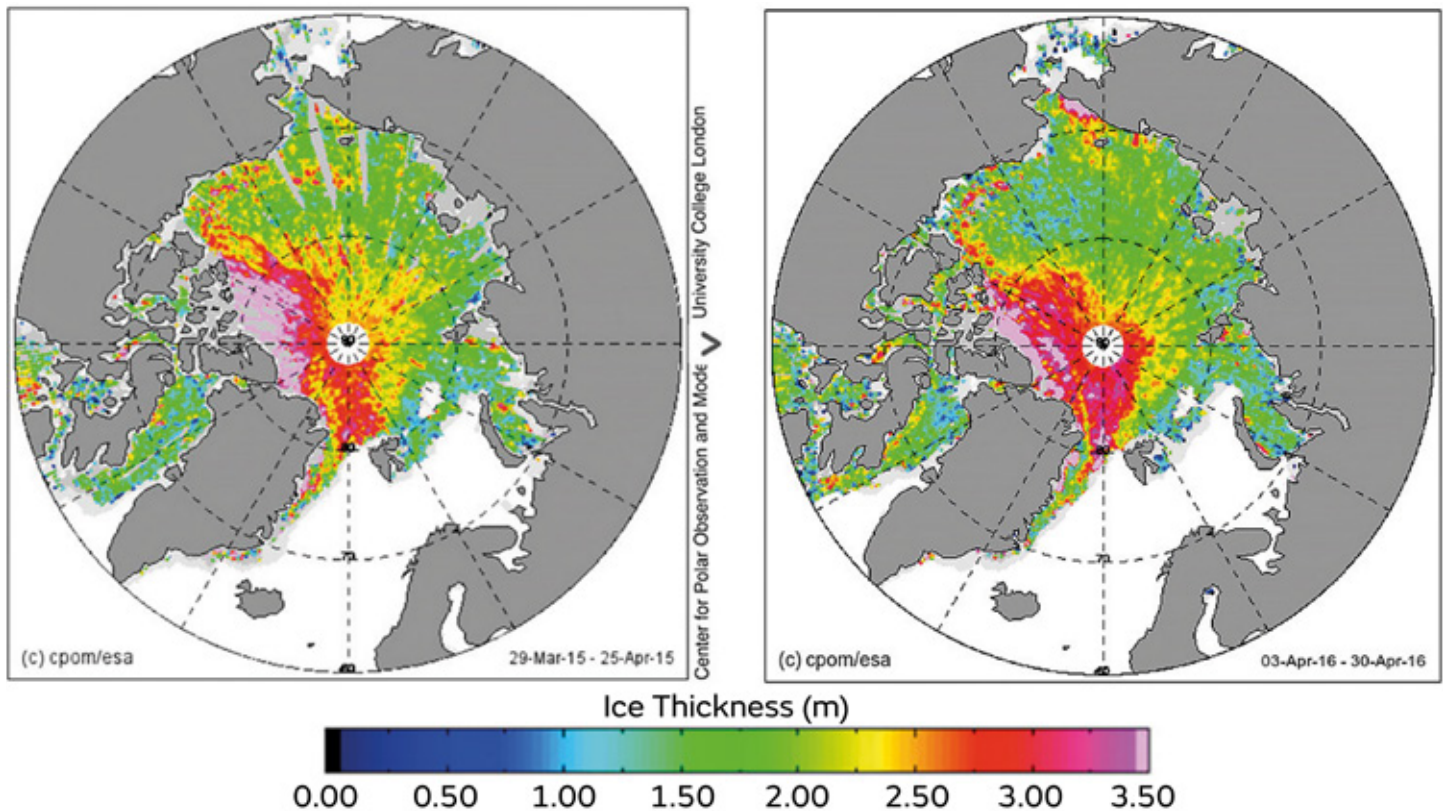 Center for Polar Observation and Mode
University College London
(c) cpom/esa
29-Mar-15 - 25-Apr-15
(c) cpom/esa
03-Apr-16 - 30-Apr-16
Ice Thickness (m)
0.00 0.50 1.00 1.50 2.00 2.50 3.00 3.50